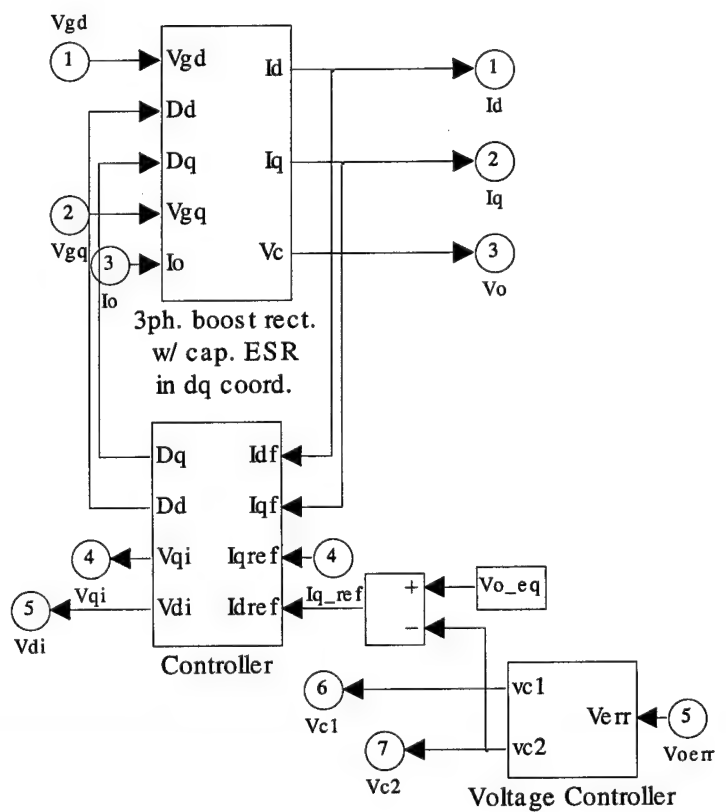 Vgd
1
Vgd
Id
1
Id
Dd
Dq
Iq
2
Iq
2
Vgq
Vgq
3
Io
Io
Vc
3
Vo
3ph. boost rect.
w/ cap. ESR
in dq coord.
Dq
Idf
Dd
Iqf
4
Vqi
Vqi
Iqref
4
5
Vdi
Vdi
Idref
Iq_ref
+
−
Vo_eq
Controller
6
Vc1
vc1
Verr
5
Voerr
7
Vc2
vc2
Voltage Controller